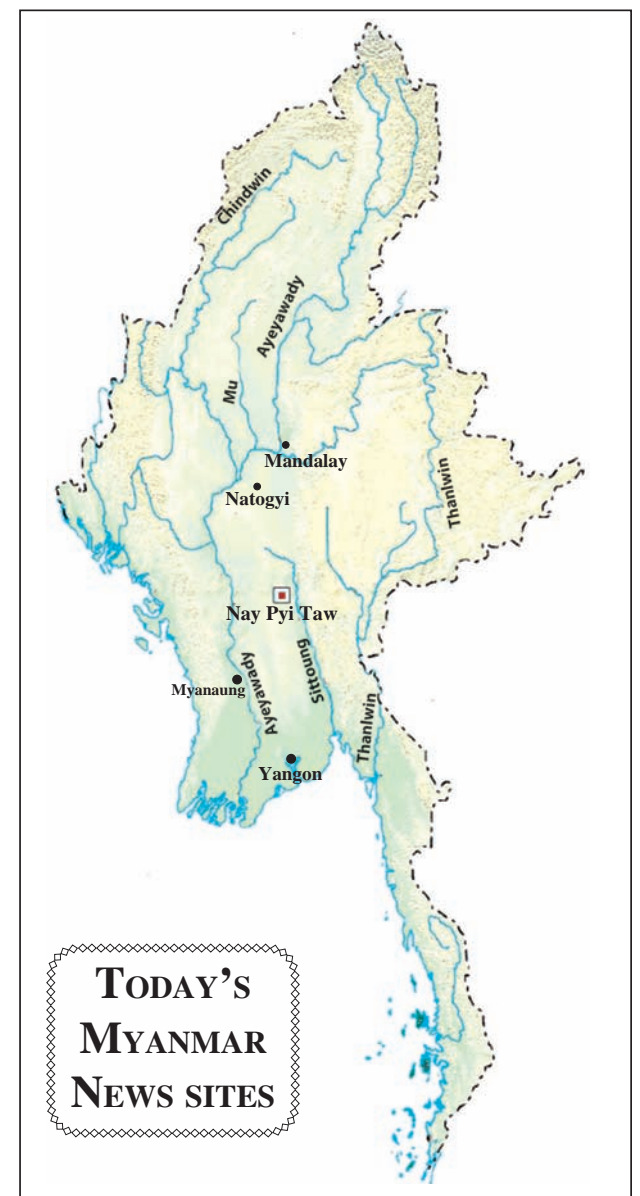 Chindwin
Ayeyawady
Mu
Mandalay
Natogyi
Thanlwin
Nay Pyi Taw
Sittoung
Ayeyawady
Myanaung
Thanlwin
Yangon
TODAY'S
MYANMAR
NEWS SITES